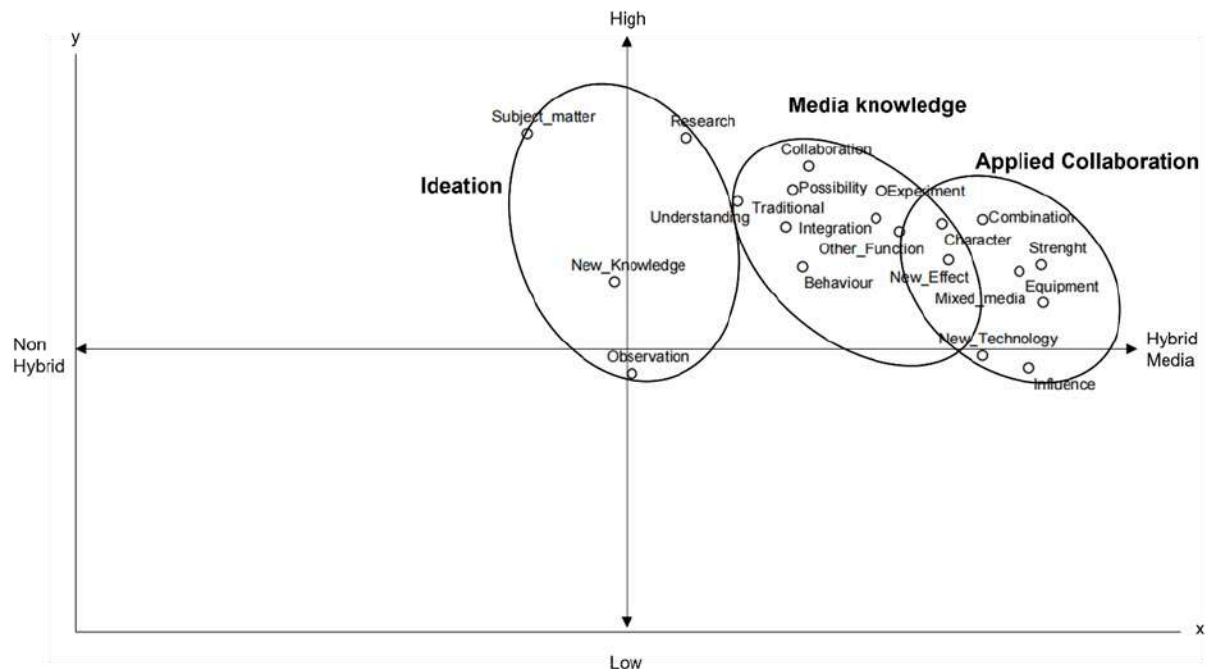 High
y
Media knowledge
Subject_matter
Research
Collaboration
Applied Collaboration
Ideation
Possibility
Experiment
Understanding
Traditional
Combination
Integration
Character
Other_Function
Strenght
New_Knowledge
Behaviour
New_Effect
Equipment
Mixed_media
Non
Hybrid
Observation
New_Technology
Hybrid
Media
Influence
x
Low